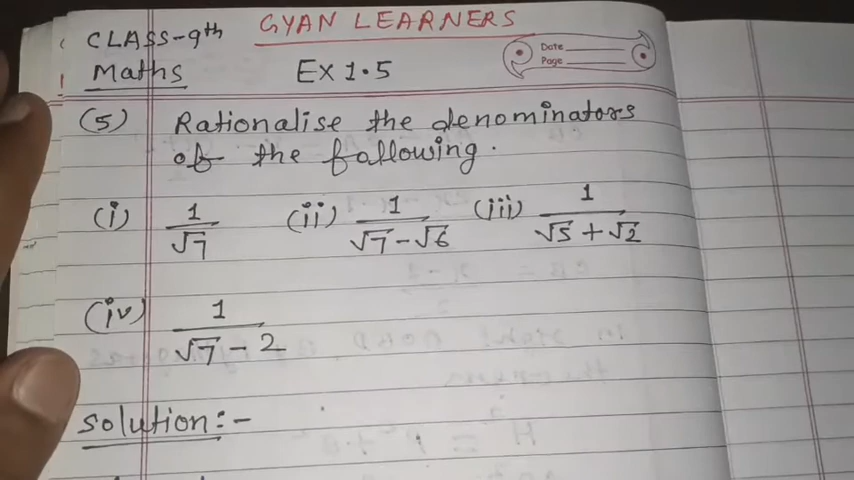 GYAN LEARNERS
CLASS-9th
Maths
EX 1.5
Date
Page
(5) Rationalise the denominators
of the following.
(i) 1/√7 (ii) 1/√7-√6 (iii) 1/√5+√2
(iv) 1/√7-2
Solution:-